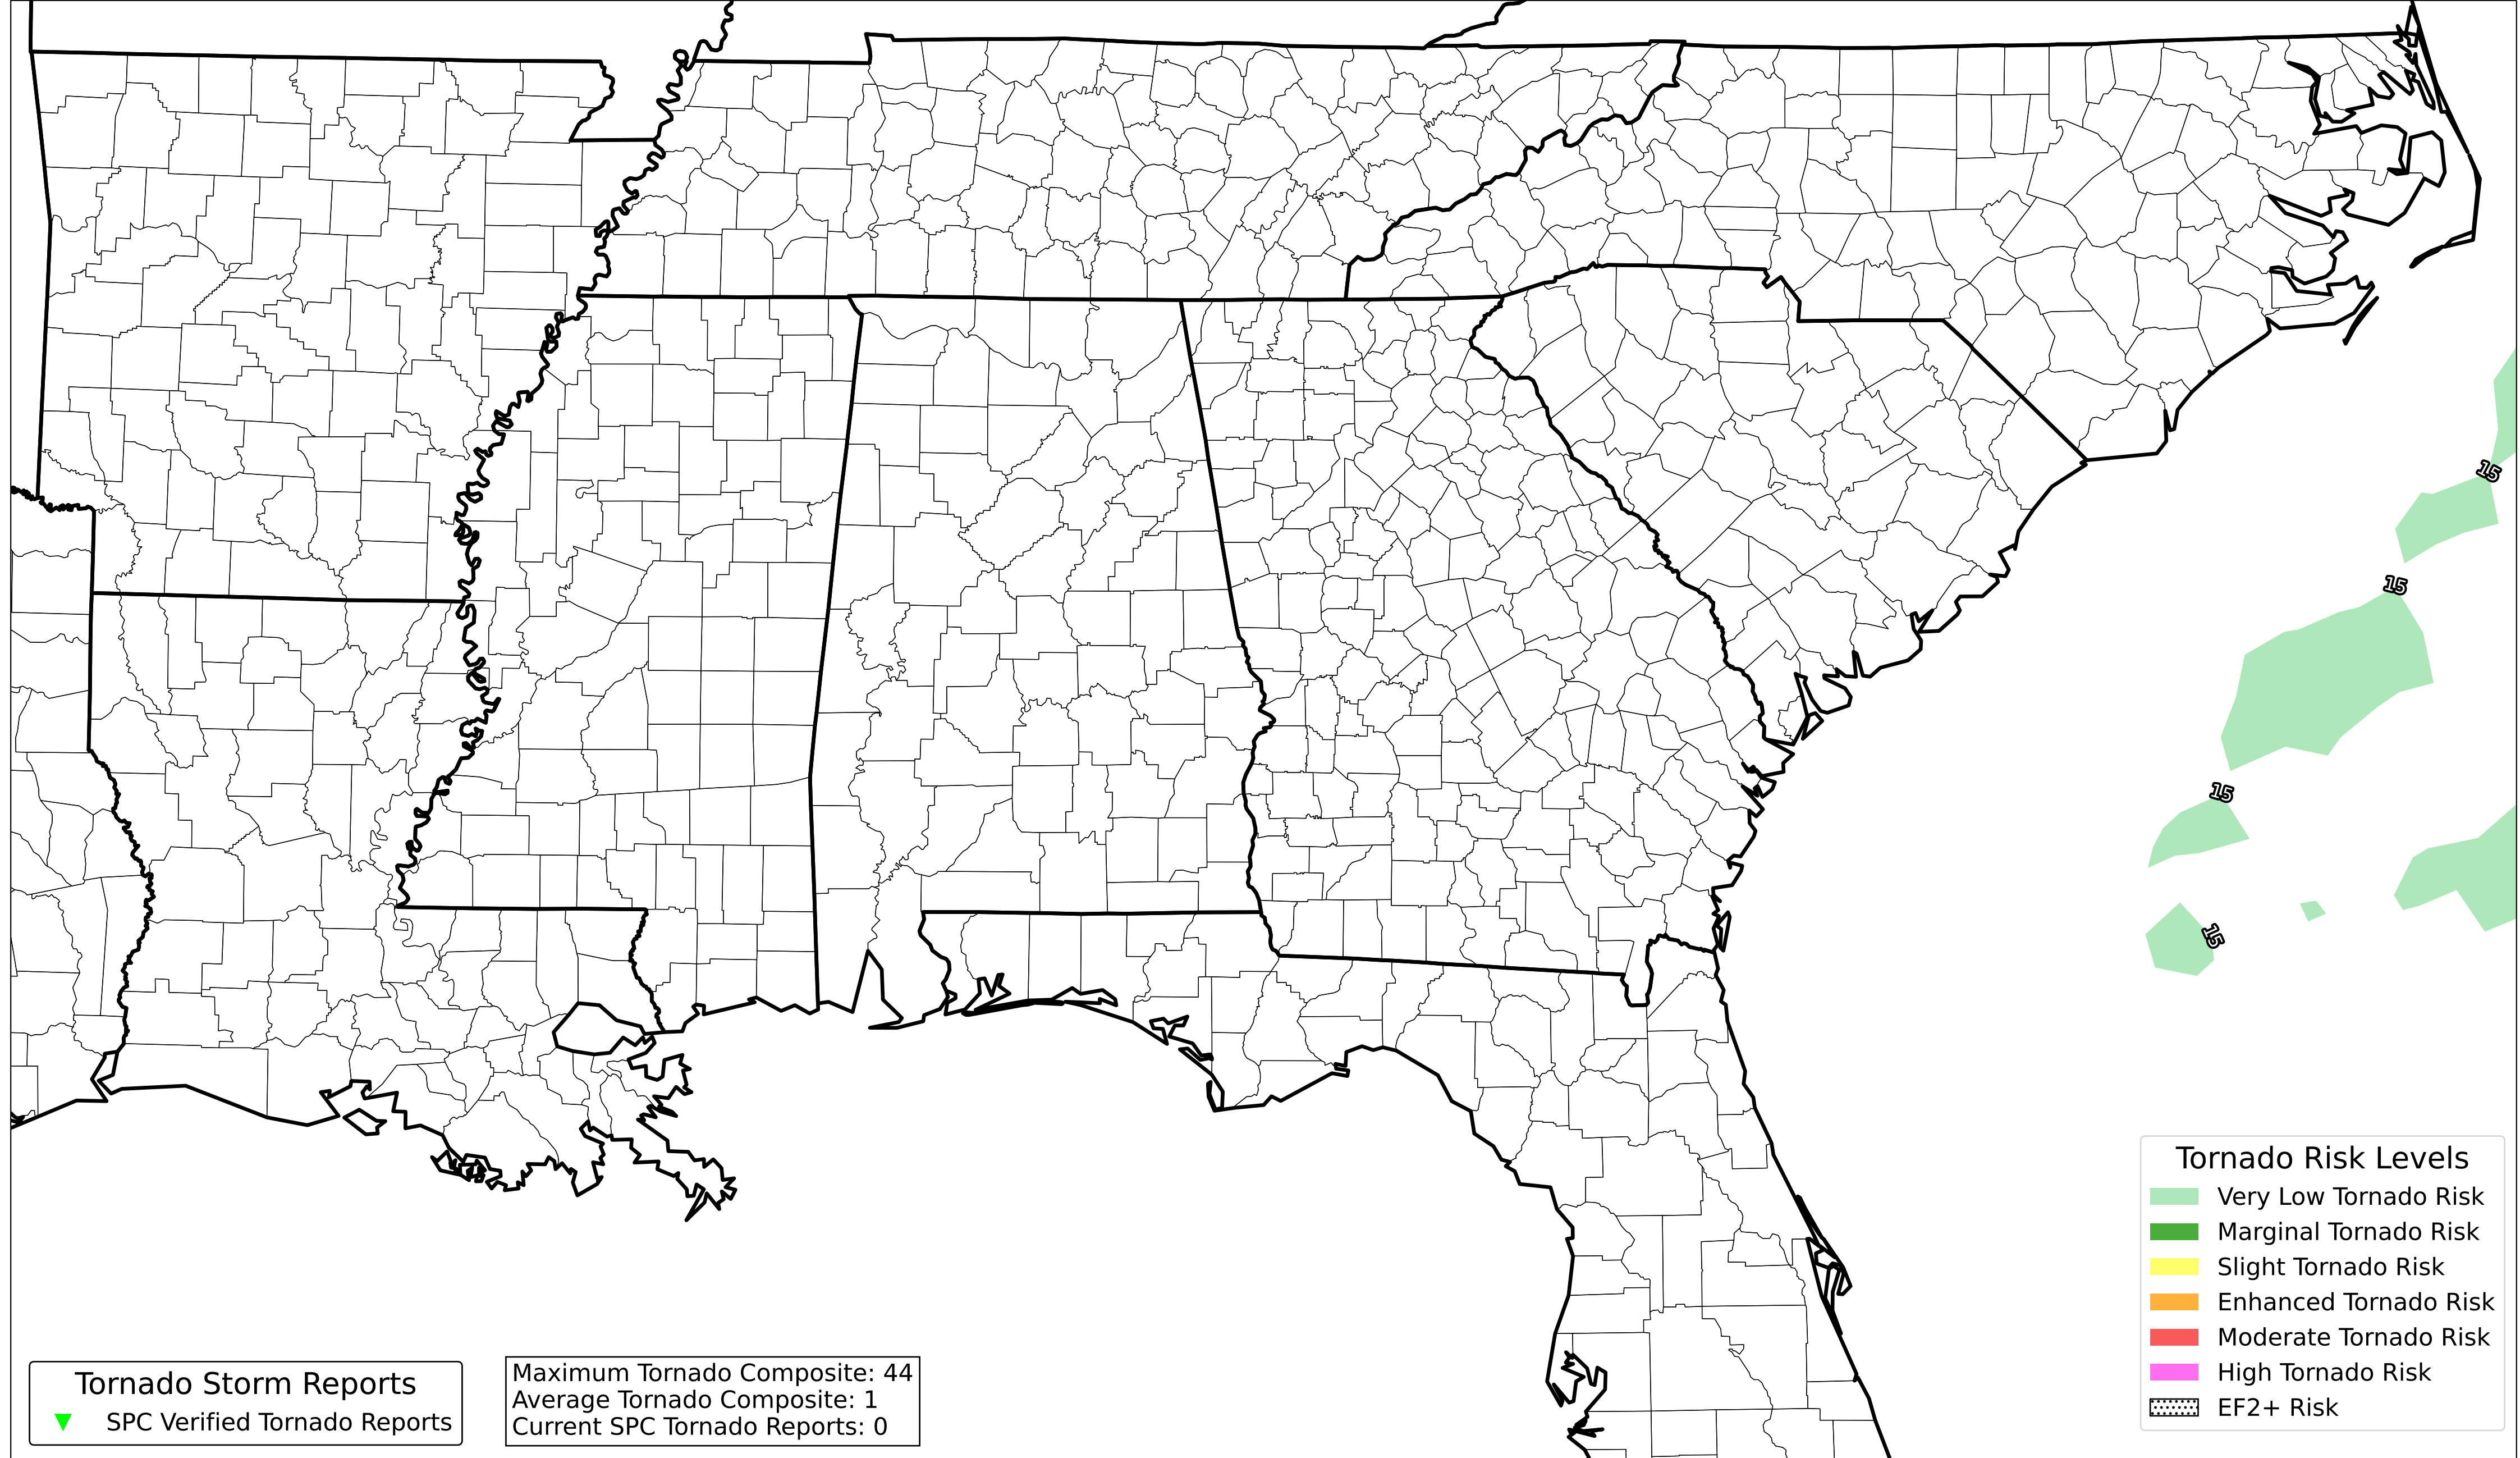 15
15
15
15
Tornado Risk Levels
Very Low Tornado Risk
Marginal Tornado Risk
Slight Tornado Risk
Enhanced Tornado Risk
Moderate Tornado Risk
High Tornado Risk
EF2+ Risk
Tornado Storm Reports
SPC Verified Tornado Reports
Maximum Tornado Composite: 44
Average Tornado Composite: 1
Current SPC Tornado Reports: 0